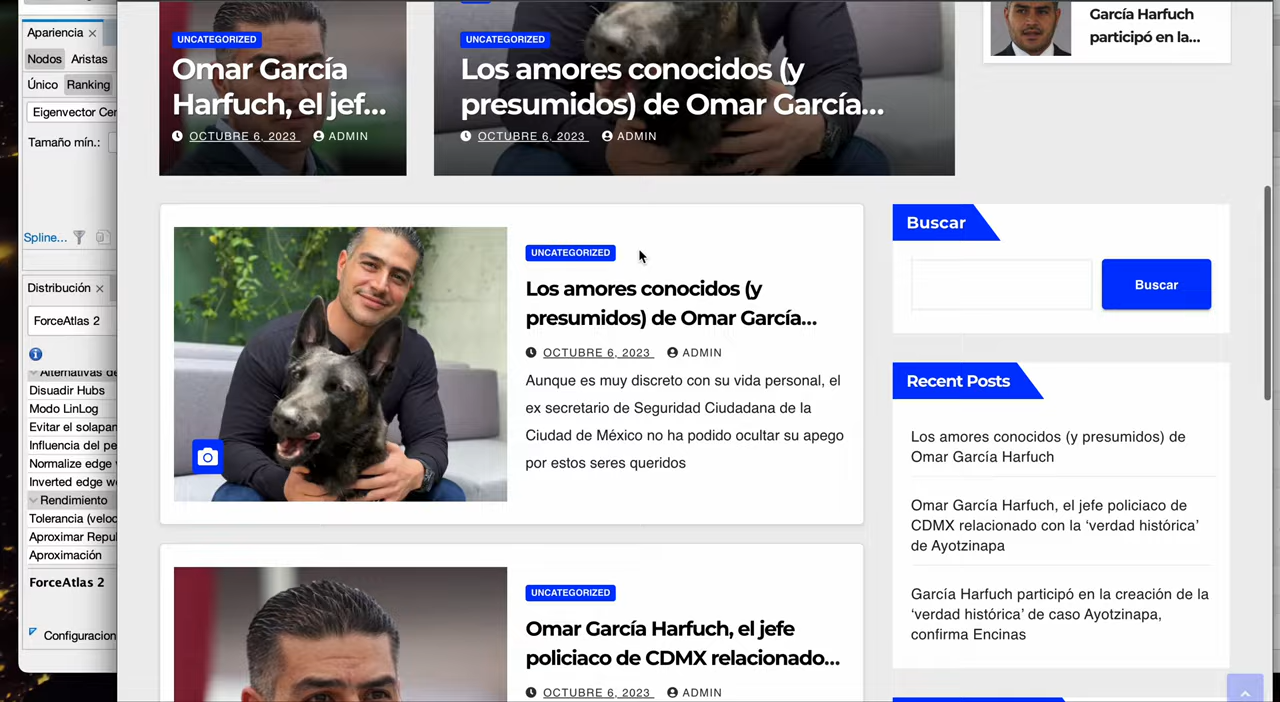 Apariencia
Nodos Aristas
Único Ranking
Eigenvector Cer
Tamaño mín.:
Spline...
Distribución
ForceAtlas 2
Alternativas de
Disuadir Hubs
Modo LinLog
Evitar el solapan
Influencia del pe
Normalize edge
Inverted edge we
Rendimiento
Tolerancia (veloc
Aproximar Repu
Aproximación
ForceAtlas 2
Configuracion
UNCATEGORIZED
Omar García
Harfuch, el jef...
OCTUBRE 6, 2023 ADMIN
UNCATEGORIZED
Los amores conocidos (y
presumidos) de Omar García...
OCTUBRE 6, 2023 ADMIN
García Harfuch
participó en la...
UNCATEGORIZED
Los amores conocidos (y
presumidos) de Omar García...
OCTUBRE 6, 2023 ADMIN
Aunque es muy discreto con su vida personal, el
ex secretario de Seguridad Ciudadana de la
Ciudad de México no ha podido ocultar su apego
por estos seres queridos
UNCATEGORIZED
Omar García Harfuch, el jefe
policiaco de CDMX relacionado...
OCTUBRE 6, 2023 ADMIN
Buscar
Buscar
Recent Posts
Los amores conocidos (y presumidos) de
Omar García Harfuch
Omar García Harfuch, el jefe policiaco de
CDMX relacionado con la ‘verdad histórica’
de Ayotzinapa
García Harfuch participó en la creación de la
‘verdad histórica’ de caso Ayotzinapa,
confirma Encinas